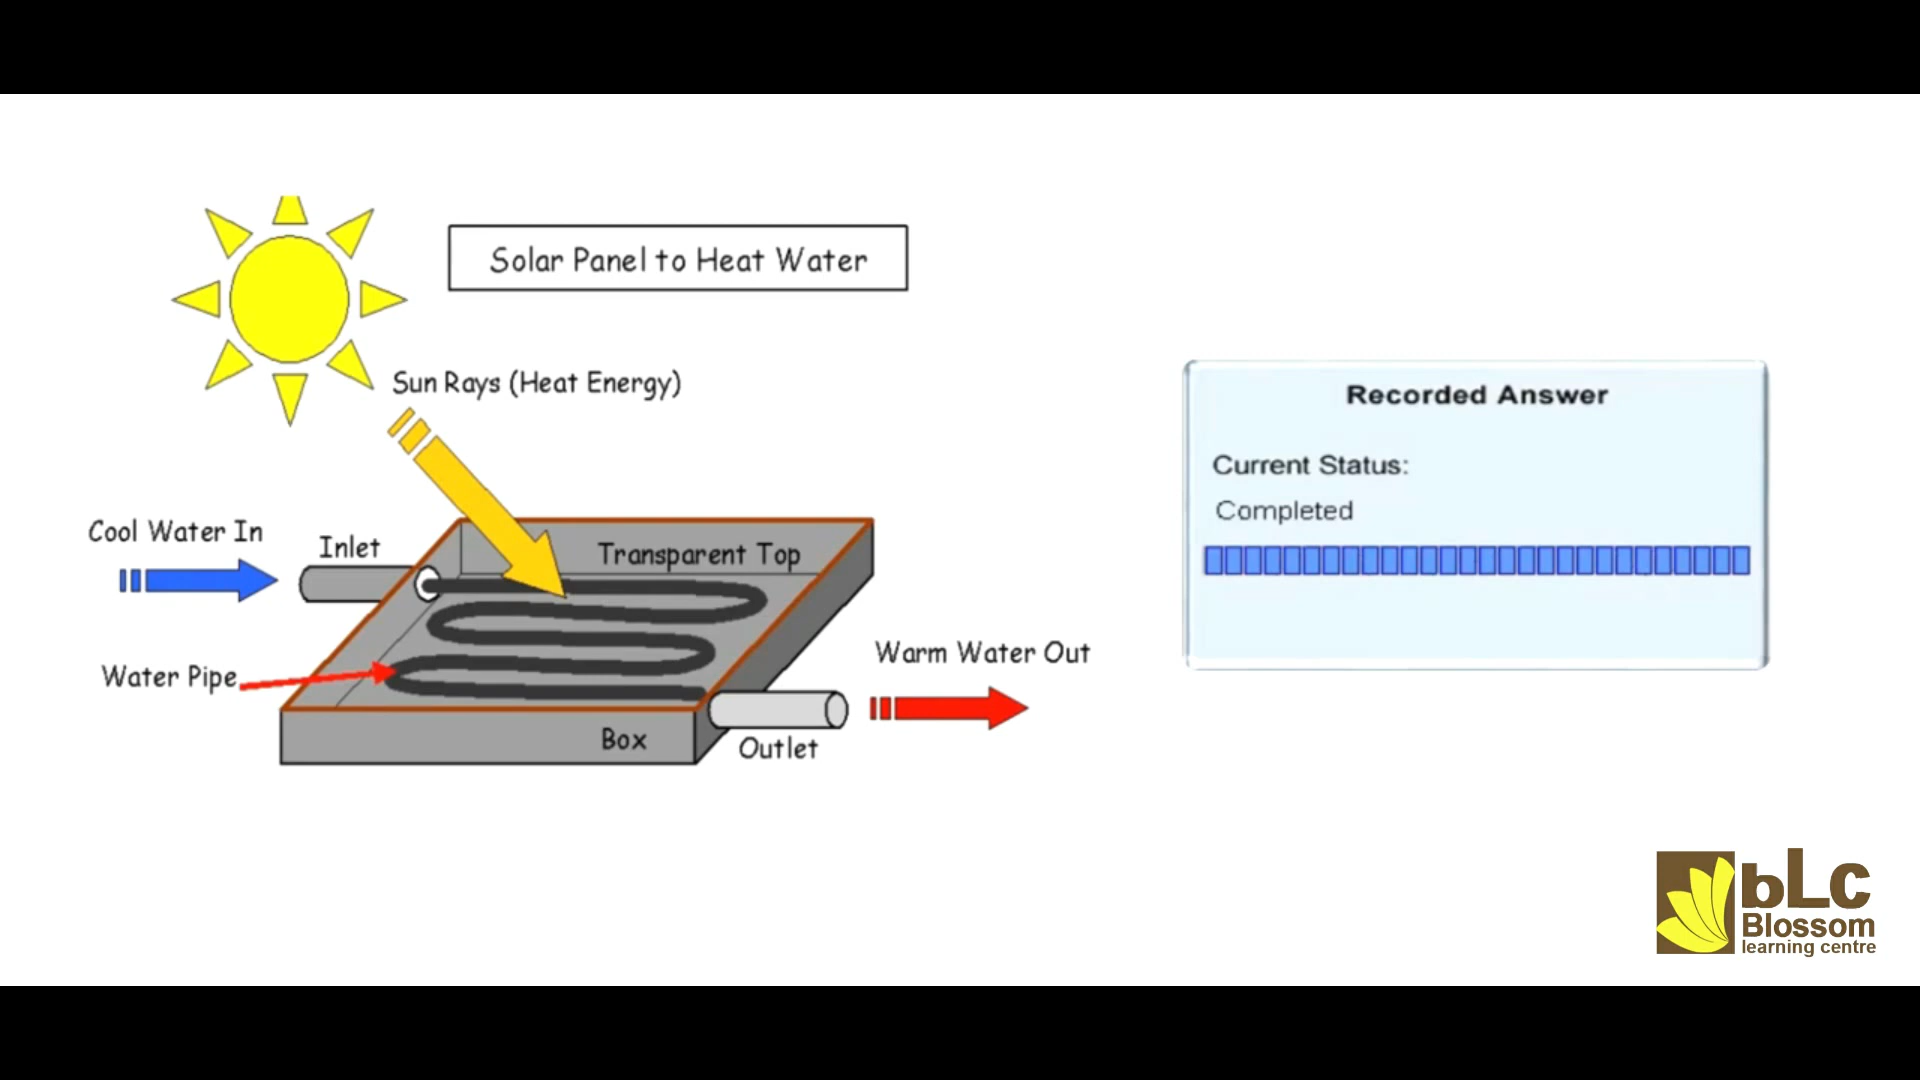 Solar Panel to Heat Water
Sun Rays (Heat Energy)
Cool Water In
Inlet
Transparent Top
Water Pipe
Warm Water Out
Box
Outlet
Recorded Answer
Current Status:
Completed
bLc
Blossom
learning centre